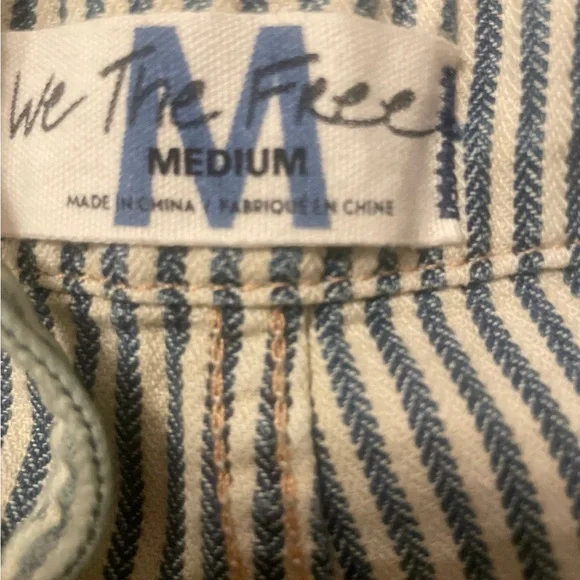 We The Free
M
MEDIUM
MADE IN CHINA / FABRIQUÉ EN CHINE